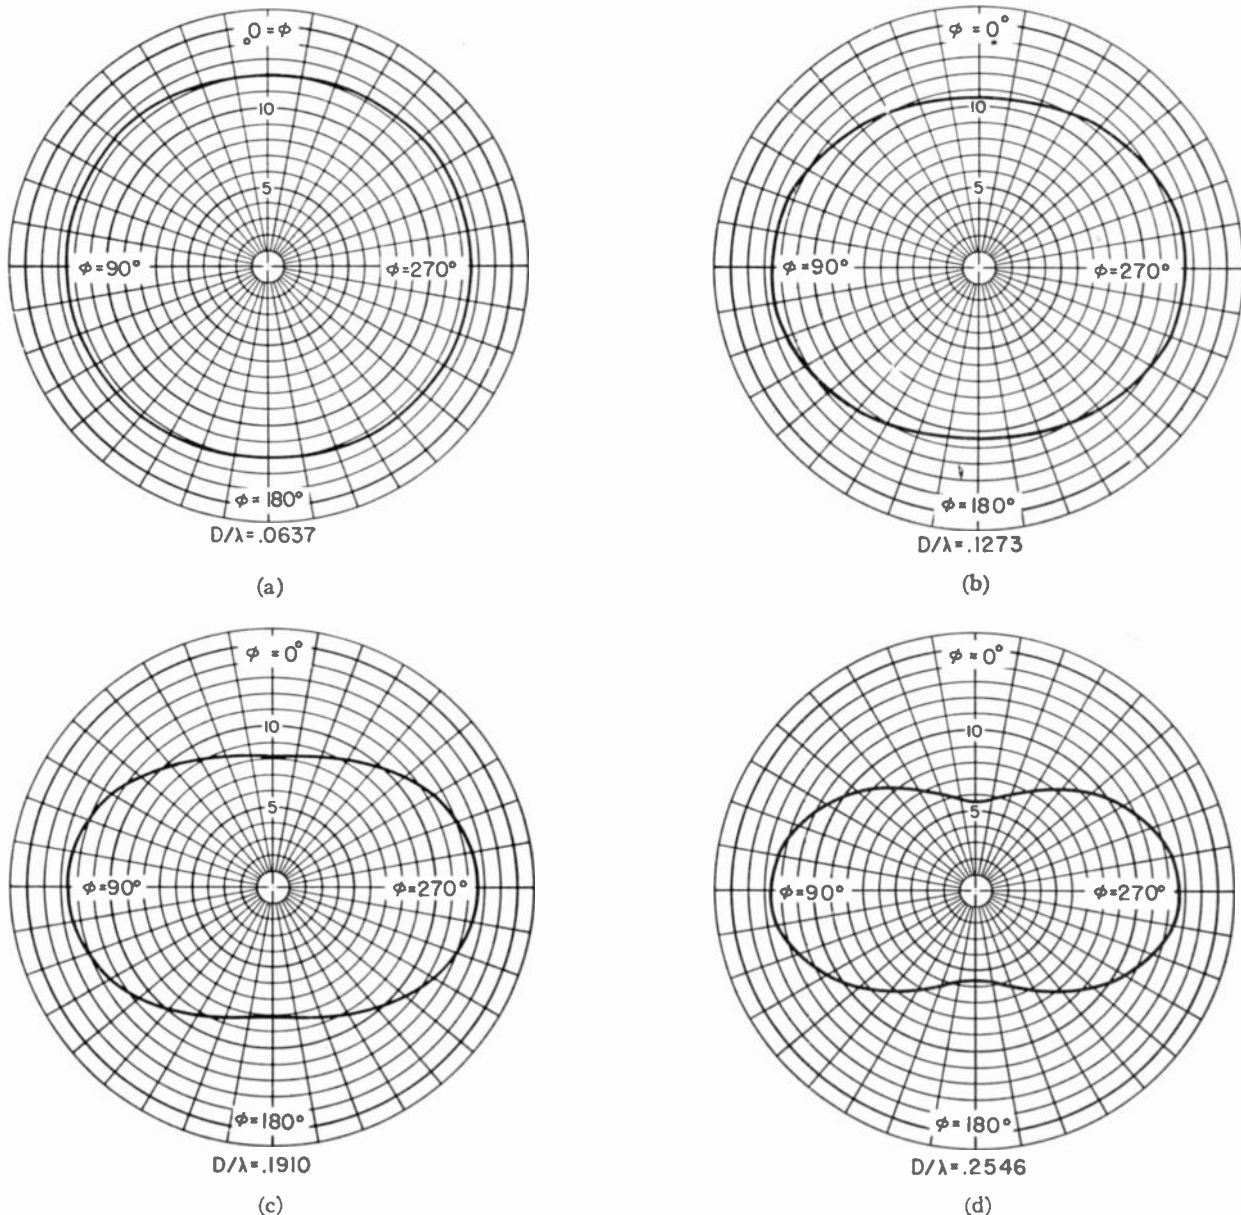 0 = φ
10
5
φ = 90°
φ = 270°
φ = 180°
D/λ = .0637
(a)
φ = 0°
10
5
φ = 90°
φ = 270°
φ = 180°
D/λ = .1273
(b)
φ = 0°
10
5
φ = 90°
φ = 270°
φ = 180°
D/λ = .1910
(c)
φ = 0°
10
5
φ = 90°
φ = 270°
φ = 180°
D/λ = .2546
(d)